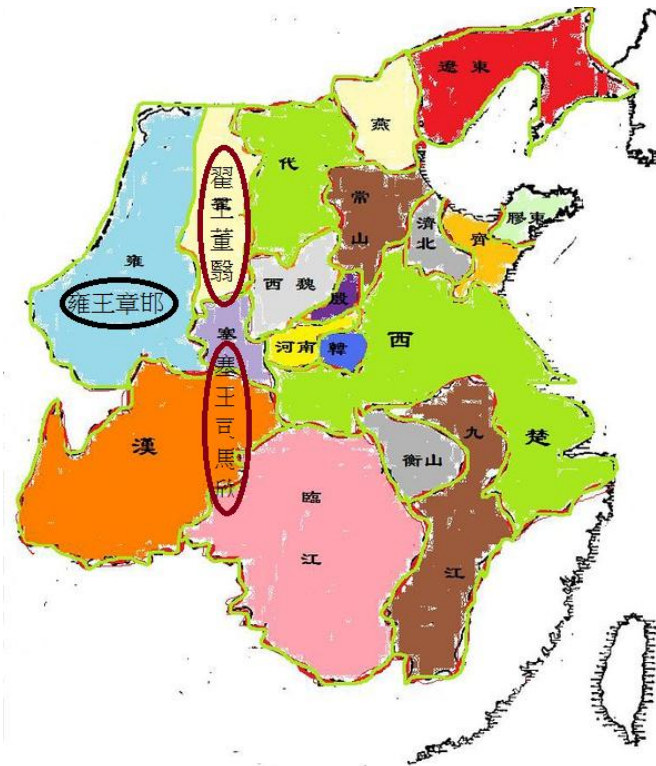 遼東
燕
代
翟王董翳
常山
濟北
膠東
齊
雍
雍王章邯
西魏
殷
塞
河南
韓
西楚
塞王司馬欣
漢
衡山
九江
臨江